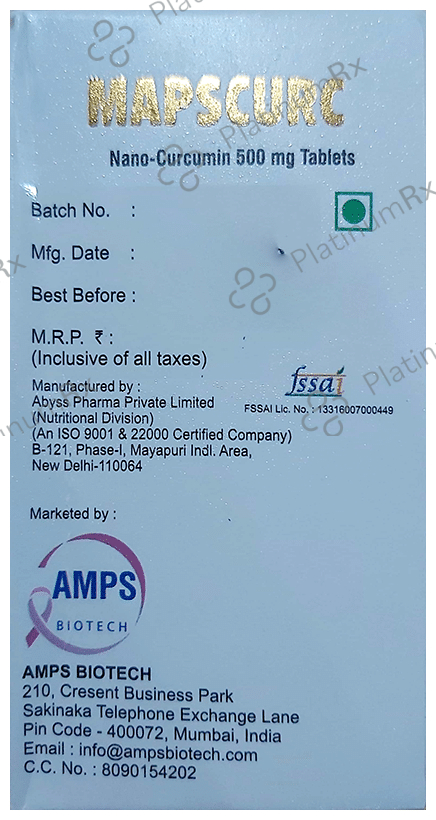 MAPSCURC
Nano-Curcumin 500 mg Tablets
Batch No. :
Mfg. Date :
Best Before :
M.R.P. ₹ :
(Inclusive of all taxes)
Manufactured by :
Abyss Pharma Private Limited
(Nutritional Division)
(An ISO 9001 & 22000 Certified Company)
B-121, Phase-I, Mayapuri Indl. Area,
New Delhi-110064
fssai
FSSAI Lic. No. : 13316007000449
Marketed by :
AMPS
BIOTECH
AMPS BIOTECH
210, Cresent Business Park
Sakinaka Telephone Exchange Lane
Pin Code - 400072, Mumbai, India
Email : info@ampsbiotech.com
C.C. No. : 8090154202
PlatinumRx
PlatinumRx
PlatinumRx